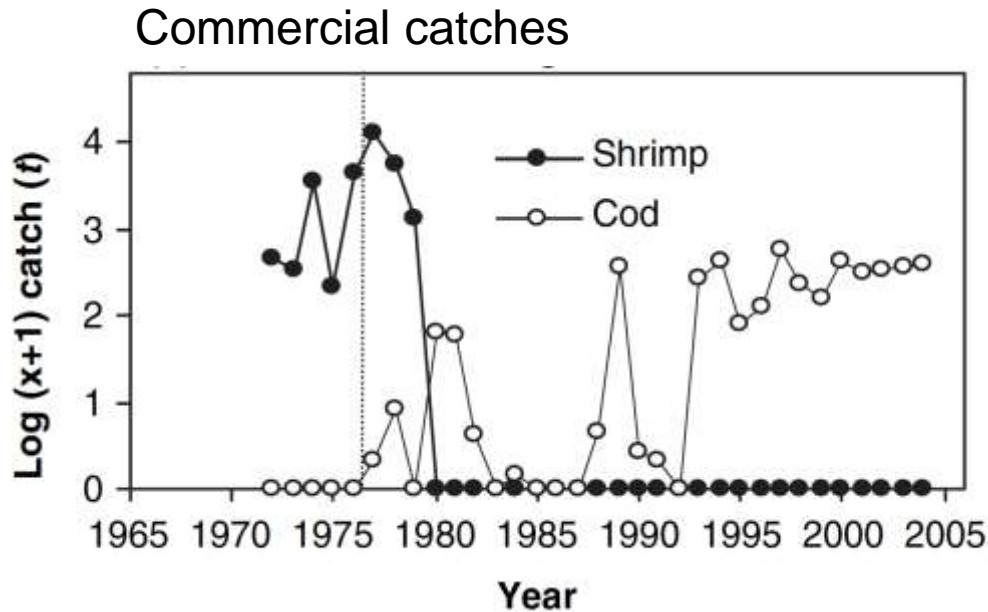 Commercial catches
Log (x+1) catch (t)
4
3
2
1
0
Shrimp
Cod
1965 1970 1975 1980 1985 1990 1995 2000 2005
Year